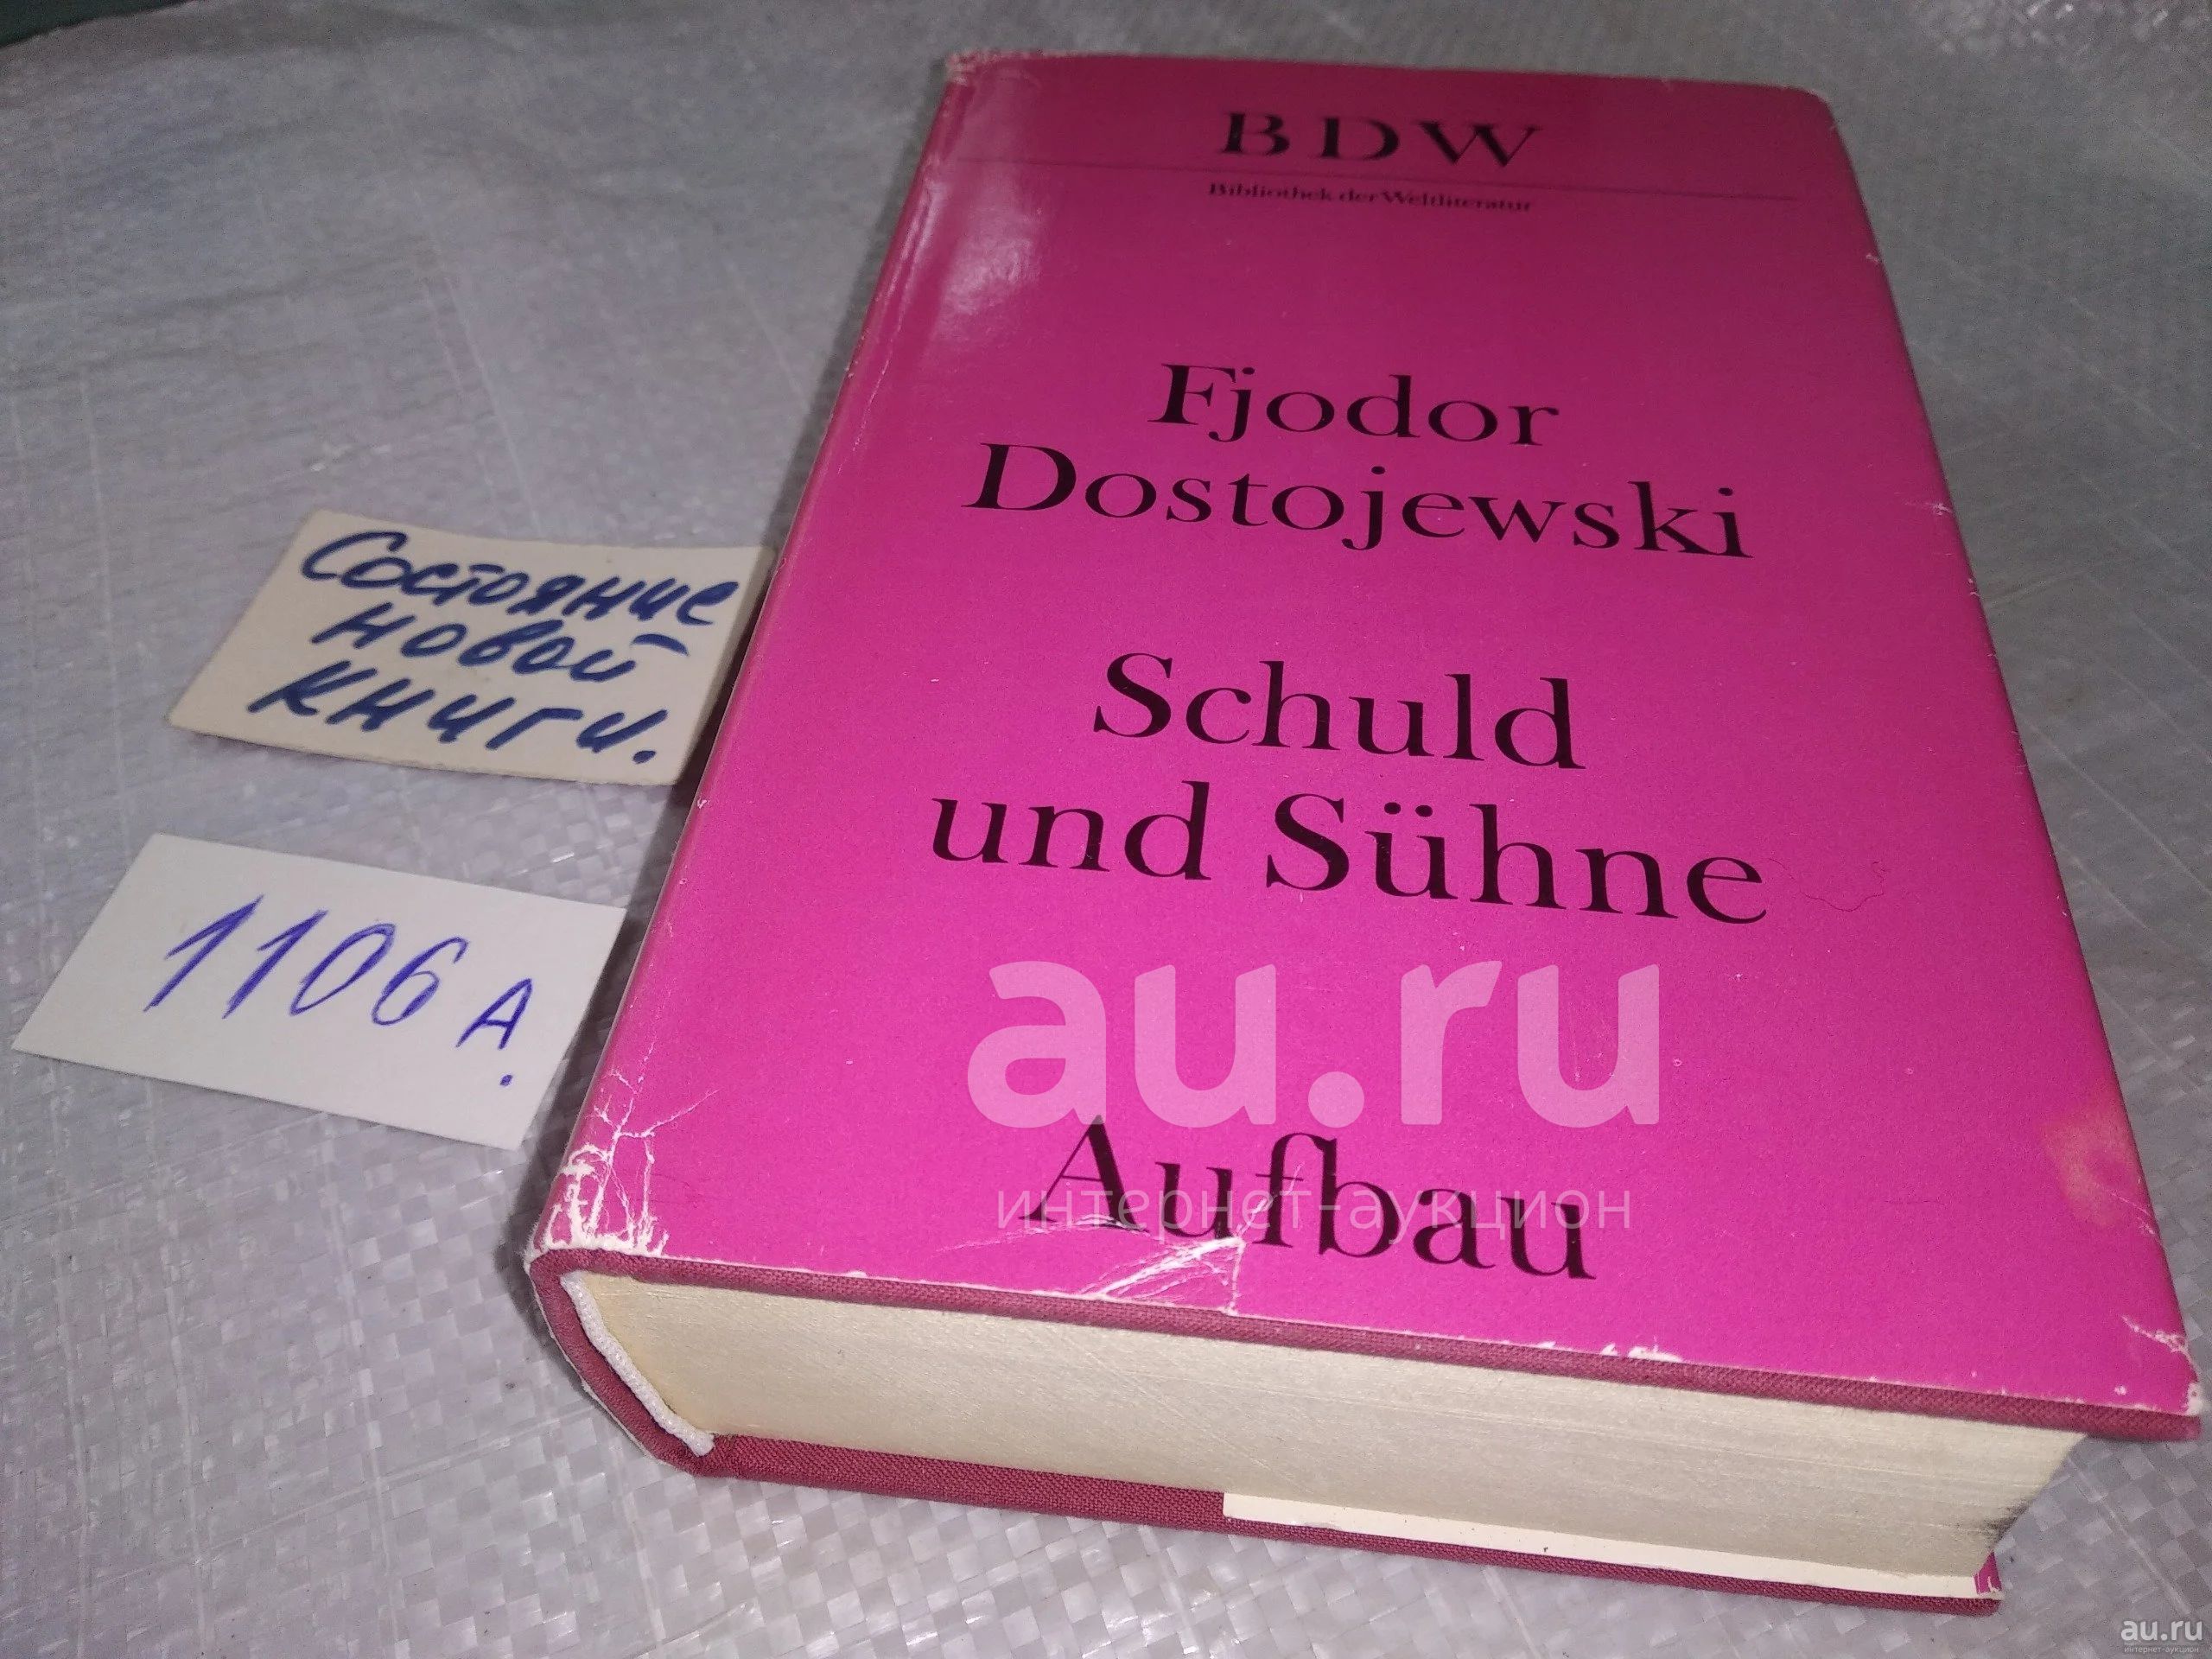 BDW
Bibliothek der Weltliteratur
Fjodor
Dostojewski
Schuld
und Sühne
Aufbau
Состояние
новой
книги.
1106 А.
au.ru
интернет-аукцион
au.ru
интернет-аукцион